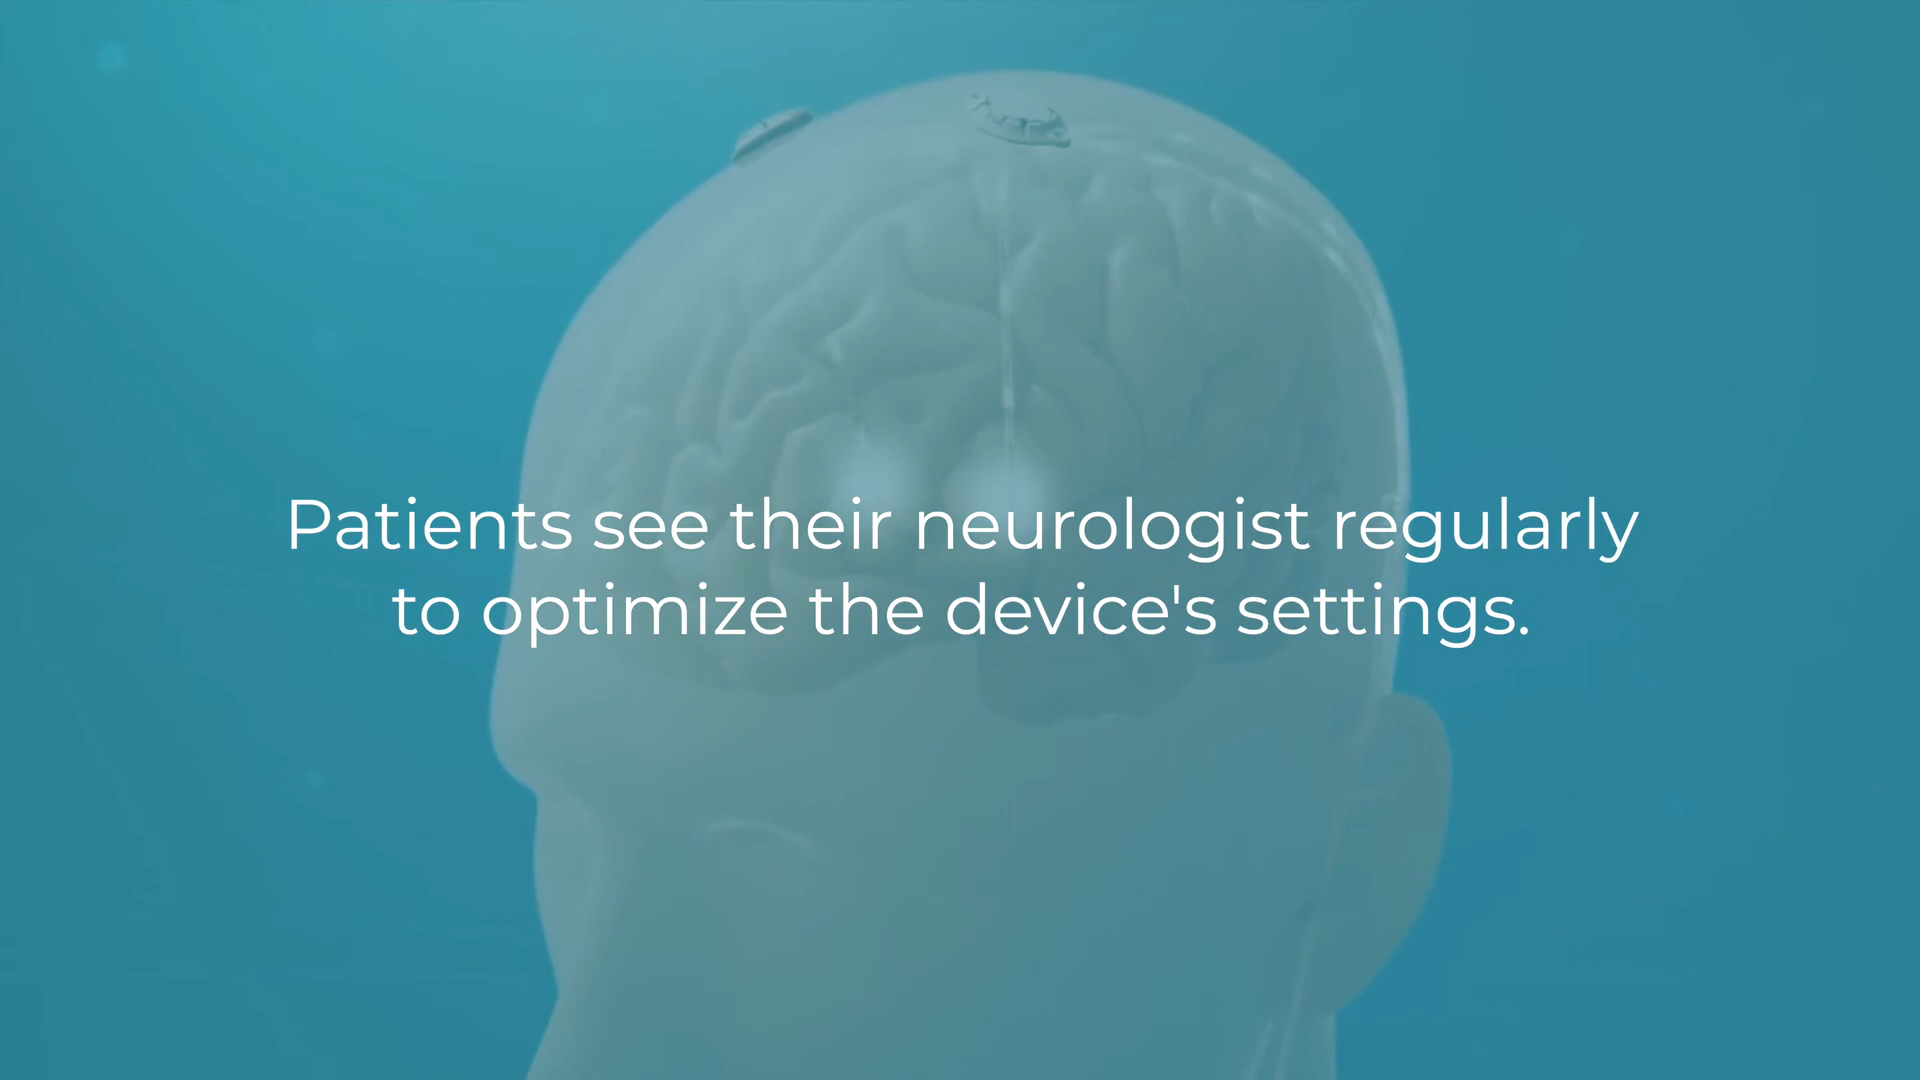 Patients see their neurologist regularly
to optimize the device's settings.